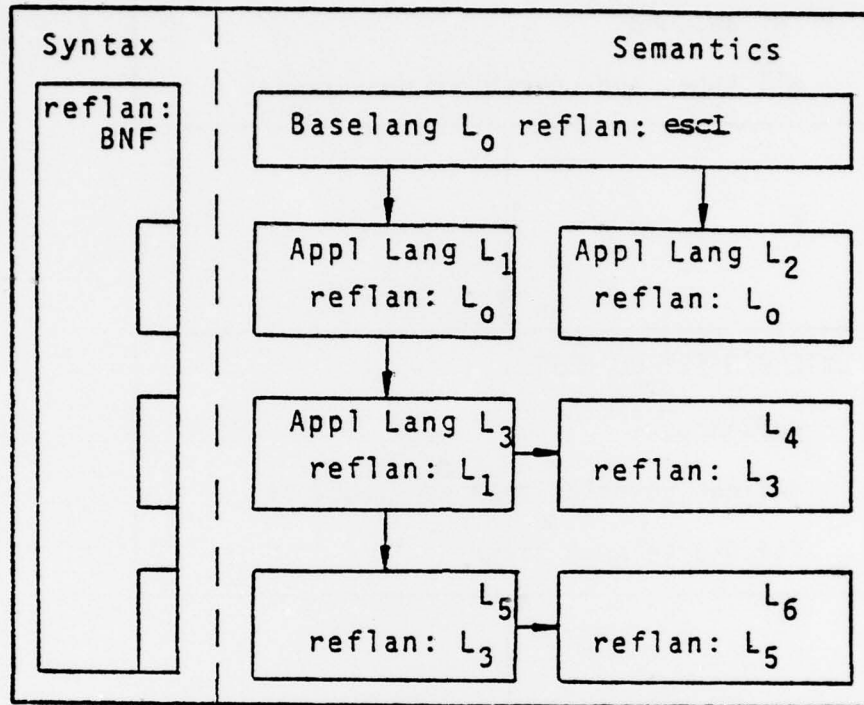 Syntax
Semantics
reflan:
BNF
Baselang L₀ reflan: escl
Appl Lang L₁
reflan: L₀
Appl Lang L₂
reflan: L₀
Appl Lang L₃
reflan: L₁
L₄
reflan: L₃
L₅
reflan: L₃
L₆
reflan: L₅